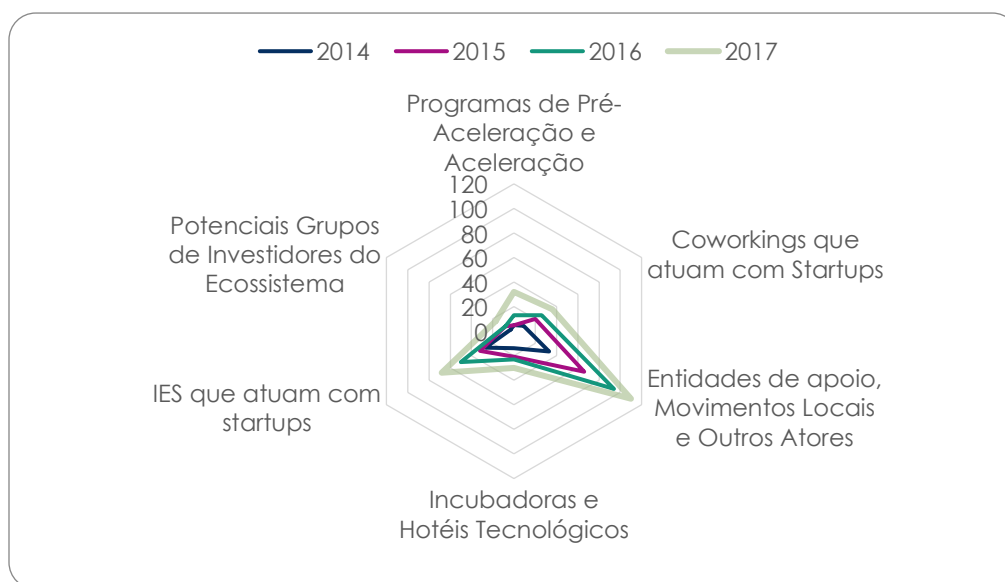 2014 2015 2016 2017
Programas de Pré-
Aceleração e
Aceleração
120
100
80
60
40
20
0
Potenciais Grupos
de Investidores do
Ecossistema
Coworkings que
atuam com Startups
IES que atuam com
startups
Entidades de apoio,
Movimentos Locais
e Outros Atores
Incubadoras e
Hotéis Tecnológicos